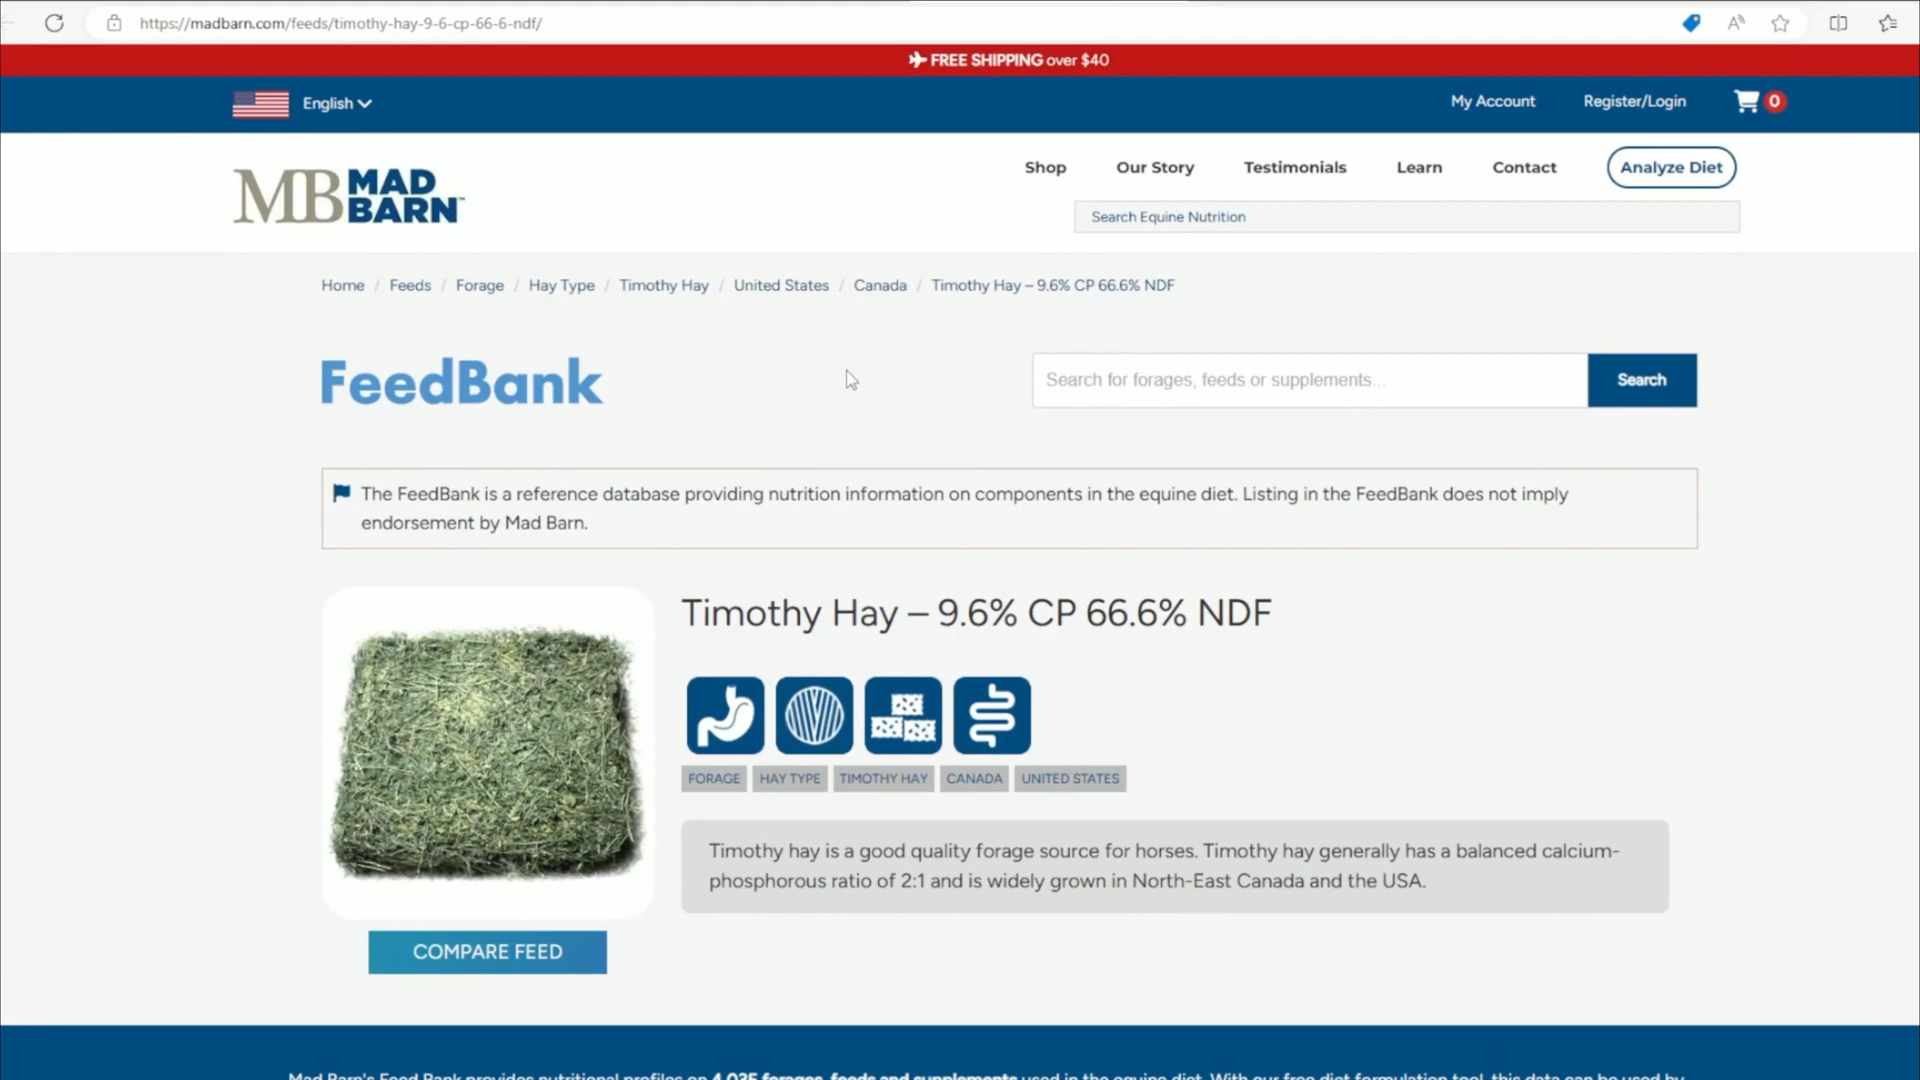 https://madbarn.com/feeds/timothy-hay-9-6-cp-66-6-ndf/
FREE SHIPPING over $40
English
My Account
Register/Login
0
MB MAD BARN™
Shop
Our Story
Testimonials
Learn
Contact
Analyze Diet
Search Equine Nutrition
Home / Feeds / Forage / Hay Type / Timothy Hay / United States / Canada / Timothy Hay – 9.6% CP 66.6% NDF
FeedBank
Search for forages, feeds or supplements...
Search
The FeedBank is a reference database providing nutrition information on components in the equine diet. Listing in the FeedBank does not imply
endorsement by Mad Barn.
Timothy Hay – 9.6% CP 66.6% NDF
FORAGE
HAY TYPE
TIMOTHY HAY
CANADA
UNITED STATES
Timothy hay is a good quality forage source for horses. Timothy hay generally has a balanced calcium-
phosphorous ratio of 2:1 and is widely grown in North-East Canada and the USA.
COMPARE FEED
Mad Barn's Feed Bank provides nutritional profiles on 4,035 forages, feeds and supplements used in the equine diet. With our free diet formulation tool, this data can be used by